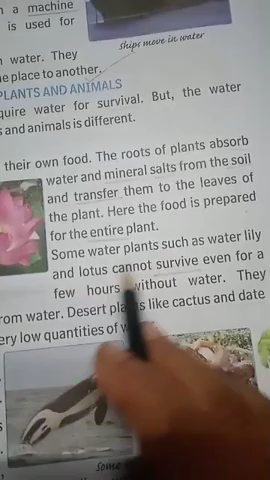 a machine
is used for
Ships move in water
water. They
place to another.
PLANTS AND ANIMALS
quire water for survival. But, the water
and animals is different.
their own food. The roots of plants absorb
water and mineral salts from the soil
and transfer them to the leaves of
the plant. Here the food is prepared
for the entire plant.
Some water plants such as water lily
and lotus cannot survive even for a
few hours without water. They
from water. Desert plants like cactus and date
very low quantities of
Some